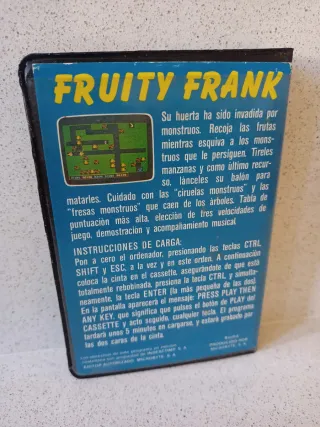 FRUITY FRANK
Su huerta ha sido invadida por
monstruos. Recoja las frutas
mientras esquiva a los mons-
truos que le persiguen. Tíreles
manzanas y como último recur-
so, lánceles su balón para
matarles. Cuidado con las "ciruelas monstruos" y las
"fresas monstruos" que caen de los árboles. Tabla de
puntuación más alta, elección de tres velocidades de
juego, demostración y acompañamiento musical.
INSTRUCCIONES DE CARGA:
Pon a cero el ordenador, presionando las teclas CTRL
SHIFT y ESC, a la vez y en este orden. A continuación
coloca la cinta en el cassette, asegurándote de que está
totalmente rebobinada, presiona la tecla CTRL y simultá-
neamente, la tecla ENTER (la más pequeña de las dos).
En la pantalla aparecerá el mensaje: PRESS PLAY THEN
ANY KEY, que significa que pulses el botón de PLAY del
CASSETTE y acto seguido, cualquier tecla. El programa
tardará unos 5 minutos en cargarse, y estará grabado por
las dos caras de la cinta.